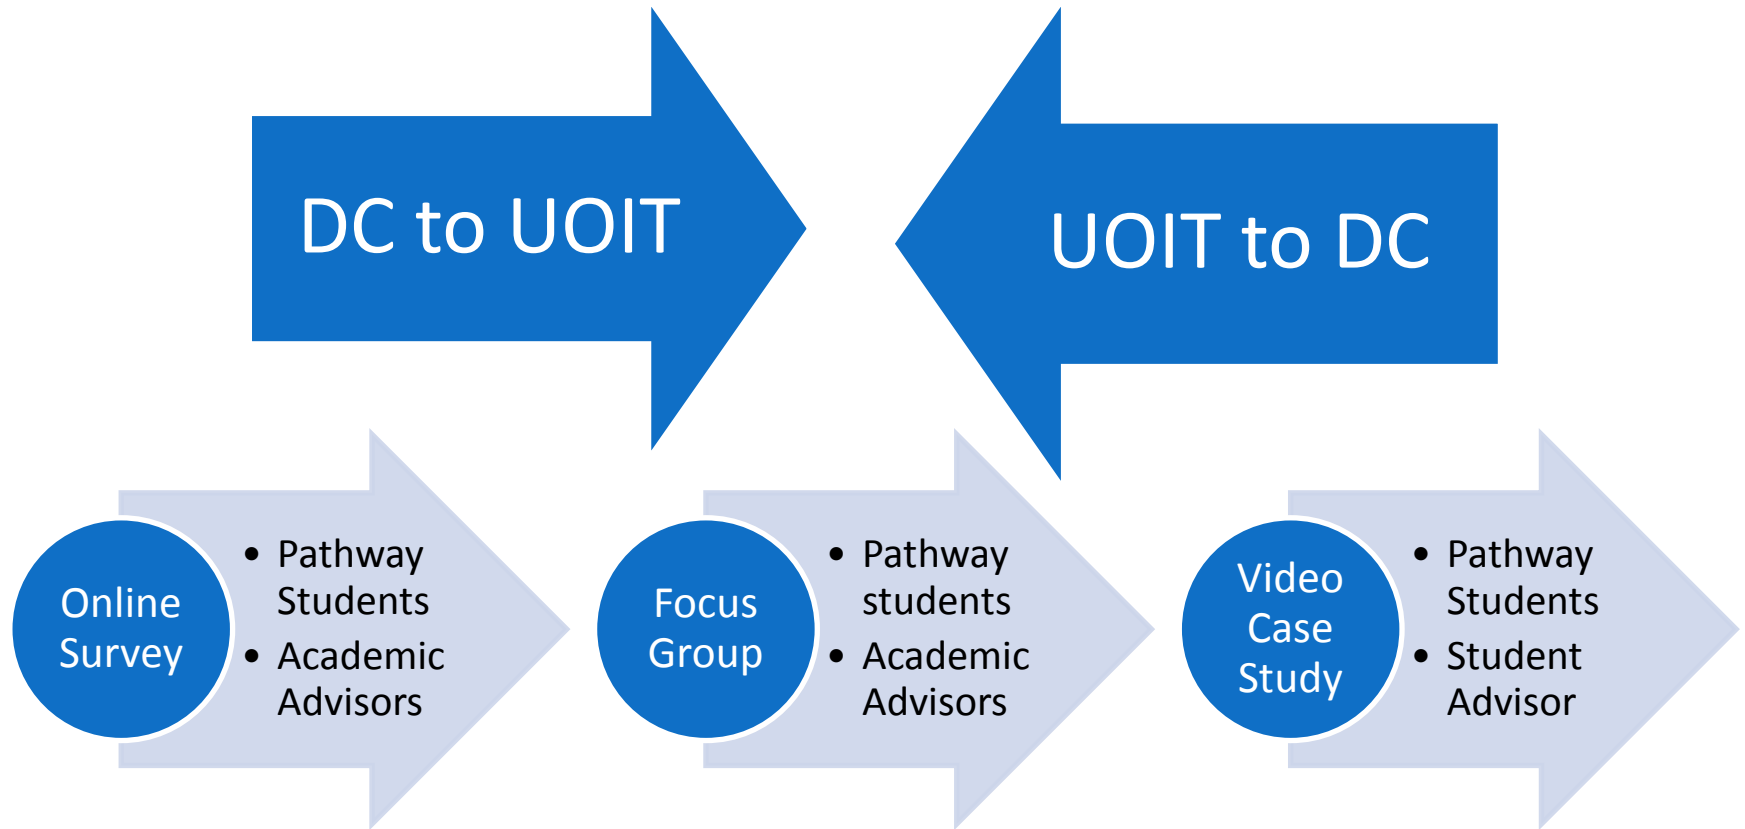 DC to UOIT
UOIT to DC
Online
Survey
• Pathway
Students
• Academic
Advisors
Focus
Group
• Pathway
students
• Academic
Advisors
Video
Case
Study
• Pathway
Students
• Student
Advisor